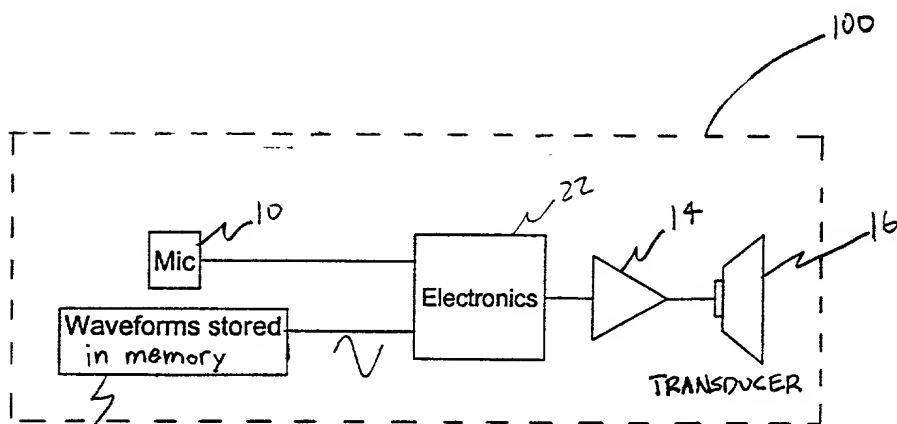 100
10
22
14
16
Mic
Electronics
Waveforms stored
in memory
TRANSDUCER